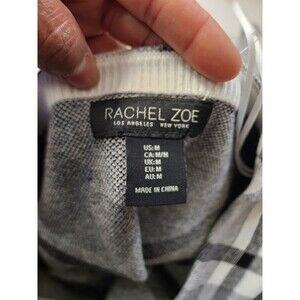 RACHEL ZOE
LOS ANGELES NEW YORK
US:M
CA:M/M
UK:M
EU:M
AU:M
MADE IN CHINA